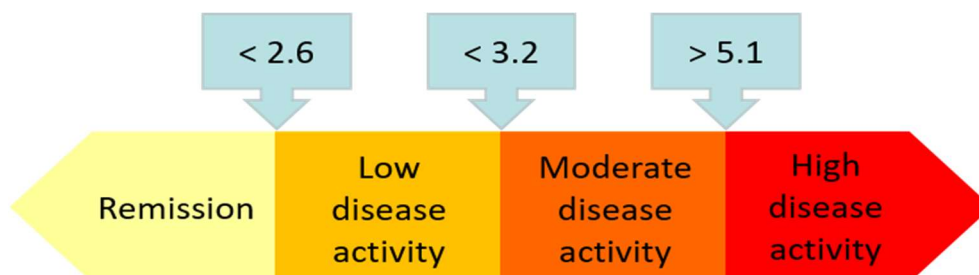 < 2.6
< 3.2
> 5.1
Remission
Low
disease
activity
Moderate
disease
activity
High
disease
activity